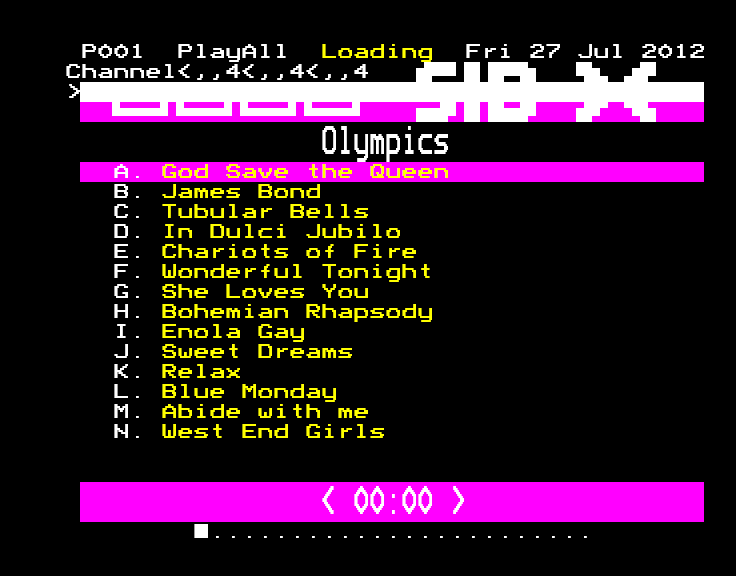 P001 PlayAll Loading Fri 27 Jul 2012
Channel<,,4<,,4<,,4
>
SID X
Olympics
A. God Save the Queen
B. James Bond
C. Tubular Bells
D. In Dulci Jubilo
E. Chariots of Fire
F. Wonderful Tonight
G. She Loves You
H. Bohemian Rhapsody
I. Enola Gay
J. Sweet Dreams
K. Relax
L. Blue Monday
M. Abide with me
N. West End Girls
< 00:00 >
........................